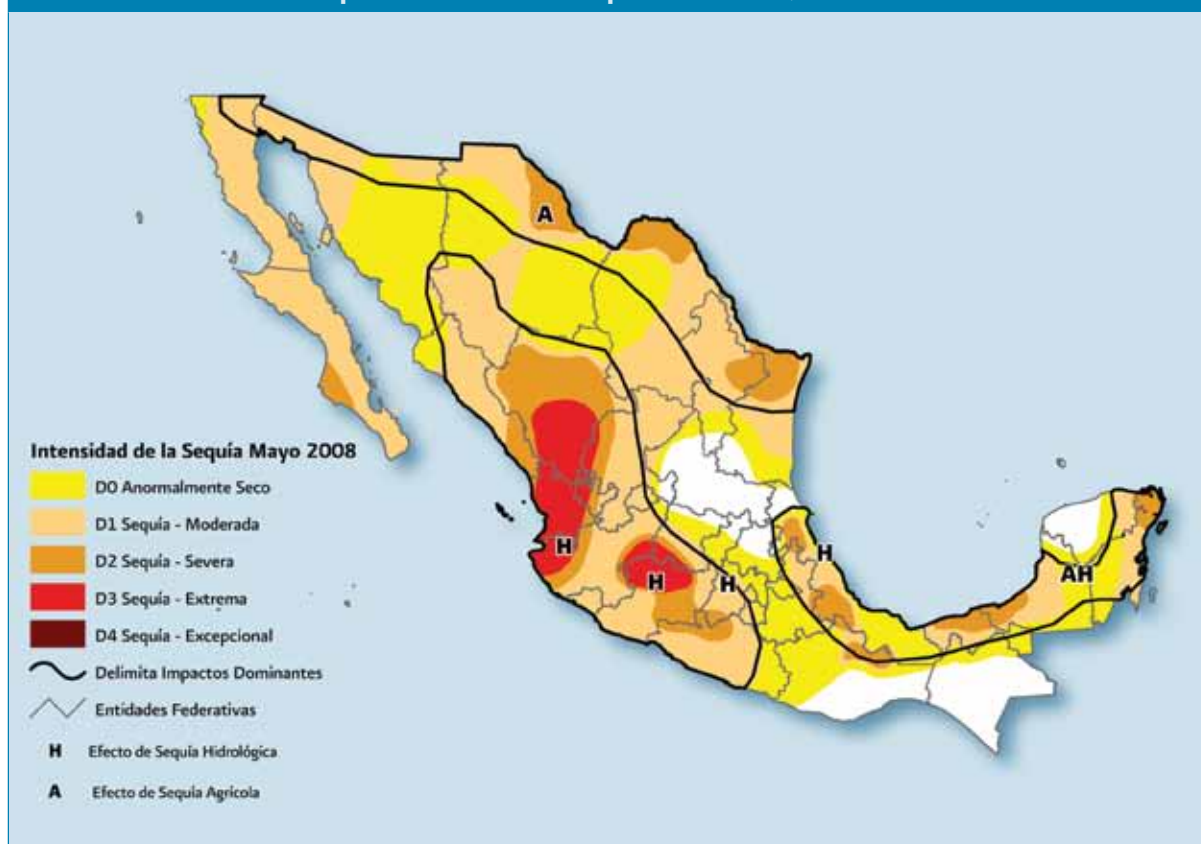 Intensidad de la Sequía Mayo 2008
D0 Anormalmente Seco
D1 Sequía - Moderada
D2 Sequía - Severa
D3 Sequía - Extrema
D4 Sequía - Excepcional
Delimita Impactos Dominantes
Entidades Federativas
H Efecto de Sequía Hidrológica
A Efecto de Sequía Agrícola
A
H
H
H
H
AH